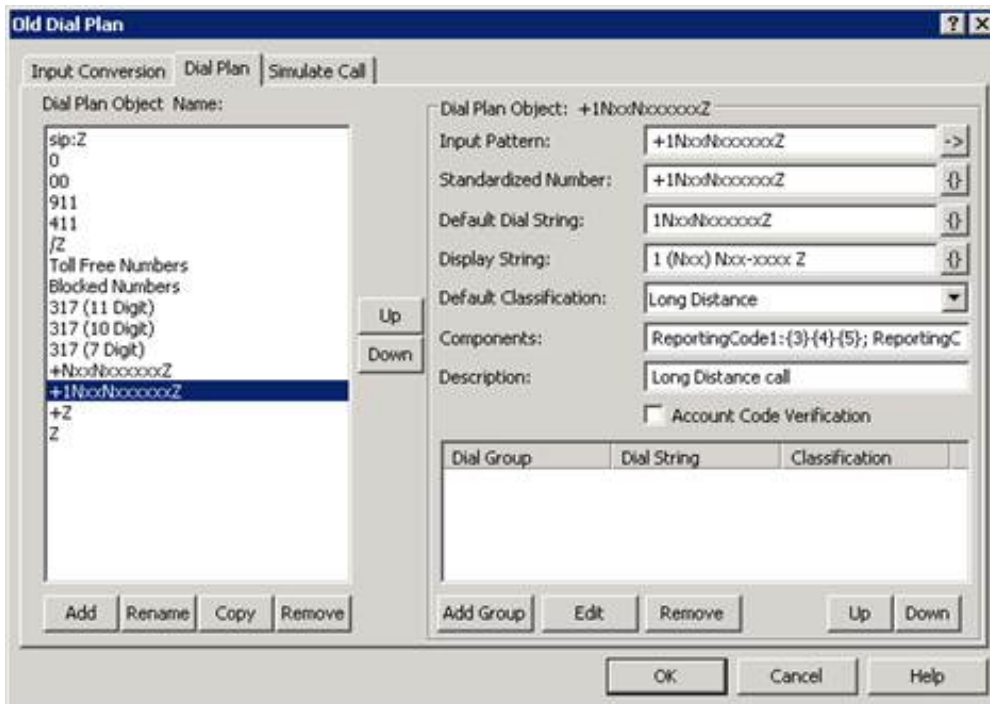 Old Dial Plan
Input Conversion
Dial Plan
Simulate Call
Dial Plan Object Name:
sip:Z
0
00
911
411
/Z
Toll Free Numbers
Blocked Numbers
317 (11 Digit)
317 (10 Digit)
317 (7 Digit)
+NxxNxxxxxxZ
+1NxxNxxxxxxZ
+Z
Z
Up
Down
Add
Rename
Copy
Remove
Dial Plan Object: +1NxxNxxxxxxZ
Input Pattern: +1NxxNxxxxxxZ ->
Standardized Number: +1NxxNxxxxxxZ {}
Default Dial String: 1NxxNxxxxxxZ {}
Display String: 1 (Nxx) Nxx-xxxx Z {}
Default Classification: Long Distance
Components: ReportingCode1:{3}{4}{5}; ReportingC
Description: Long Distance call
Account Code Verification
Dial Group Dial String Classification
Add Group
Edit
Remove
Up
Down
OK
Cancel
Help